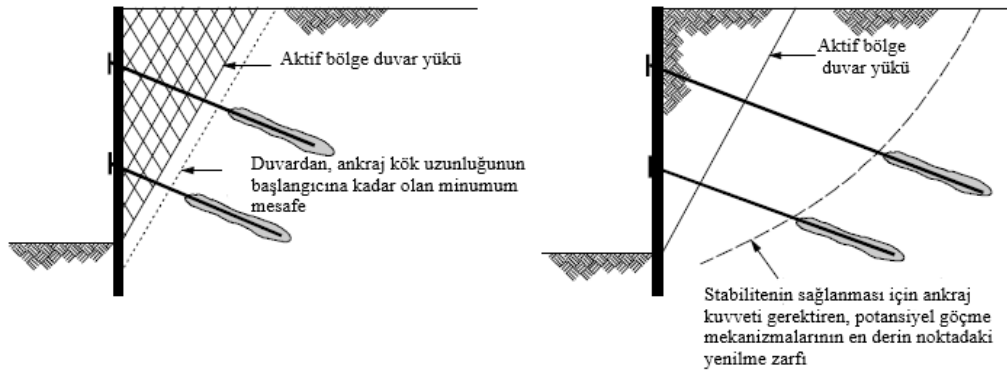 Aktif bölge duvar yükü
Duvardan, ankraj kök uzunluğunun
başlangıcına kadar olan minumum
mesafe
Aktif bölge
duvar yükü
Stabilitenin sağlanması için ankraj
kuvveti gerektiren, potansiyel göçme
mekanizmalarının en derin noktadaki
yenilme zarfı